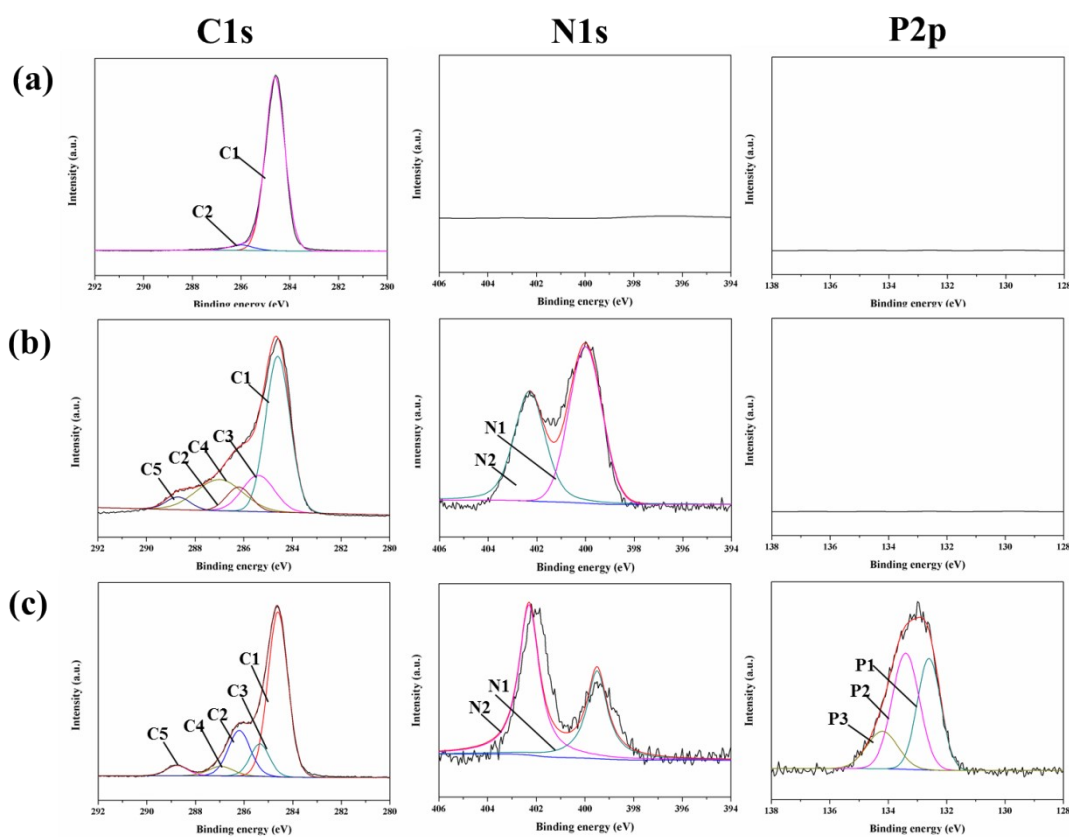 C1s N1s P2p
(a)
Intensity (a.u.)
C1
C2
292 290 288 286 284 282 280
Binding energy (eV)
Intensity (a.u.)
406 404 402 400 398 396 394
Binding energy (eV)
Intensity (a.u.)
138 136 134 132 130 128
Binding energy (eV)
(b)
Intensity (a.u.)
C1
C3
C4
C2
C5
292 290 288 286 284 282 280
Binding energy (eV)
Intensity (a.u.)
N1
N2
406 404 402 400 398 396 394
Binding energy (eV)
Intensity (a.u.)
138 136 134 132 130 128
Binding energy (eV)
(c)
Intensity (a.u.)
C1
C3
C2
C4
C5
292 290 288 286 284 282 280
Binding energy (eV)
Intensity (a.u.)
N1
N2
406 404 402 400 398 396 394
Binding energy (eV)
Intensity (a.u.)
P1
P2
P3
138 136 134 132 130 128
Binding energy (eV)